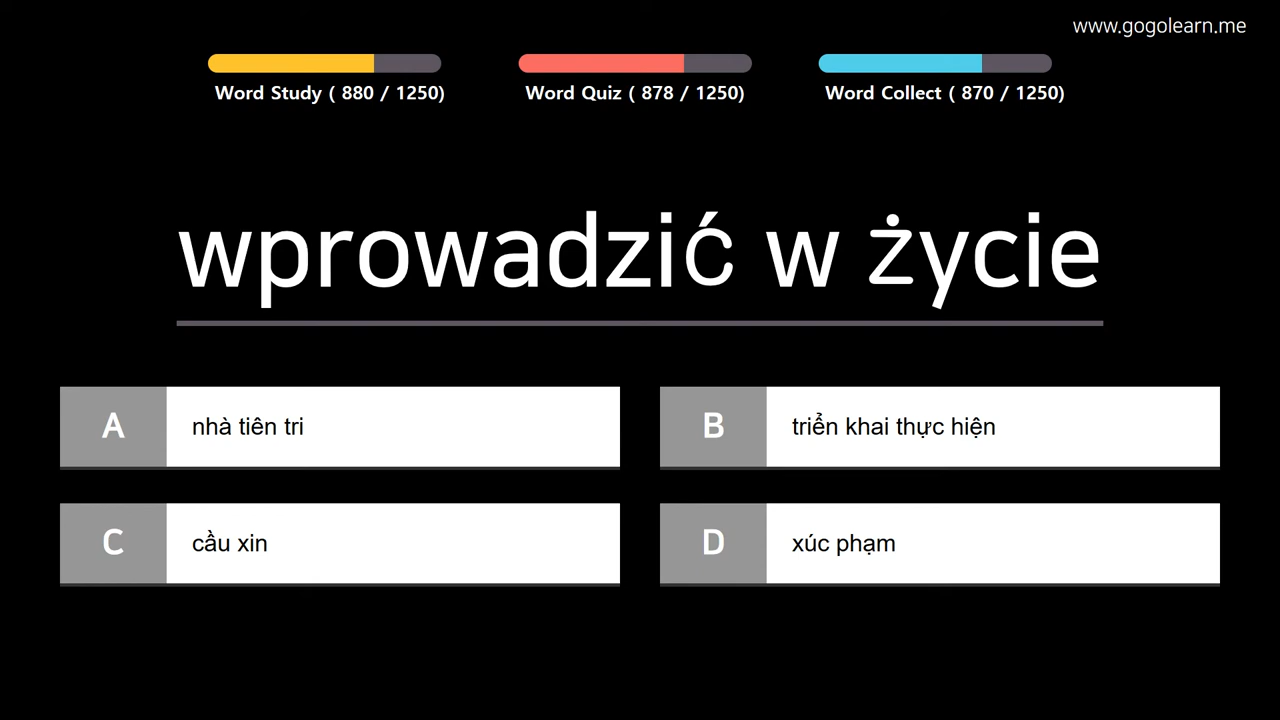 www.gogolearn.me
Word Study ( 880 / 1250)
Word Quiz ( 878 / 1250)
Word Collect ( 870 / 1250)
wprowadzić w życie
A
nhà tiên tri
B
triển khai thực hiện
C
cầu xin
D
xúc phạm